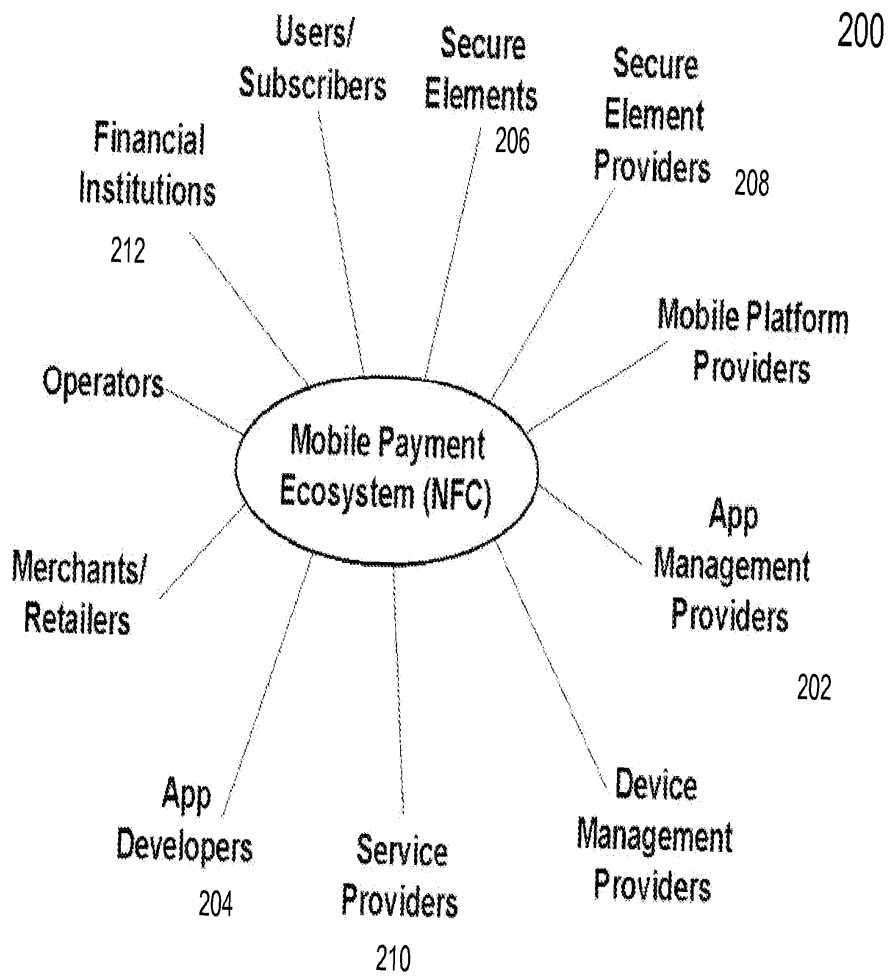 200
Users/
Subscribers
Secure
Elements
206
Secure
Element
Providers
208
Financial
Institutions
212
Mobile Platform
Providers
Operators
Mobile Payment
Ecosystem (NFC)
App
Management
Providers
202
Merchants/
Retailers
App
Developers
204
Service
Providers
210
Device
Management
Providers